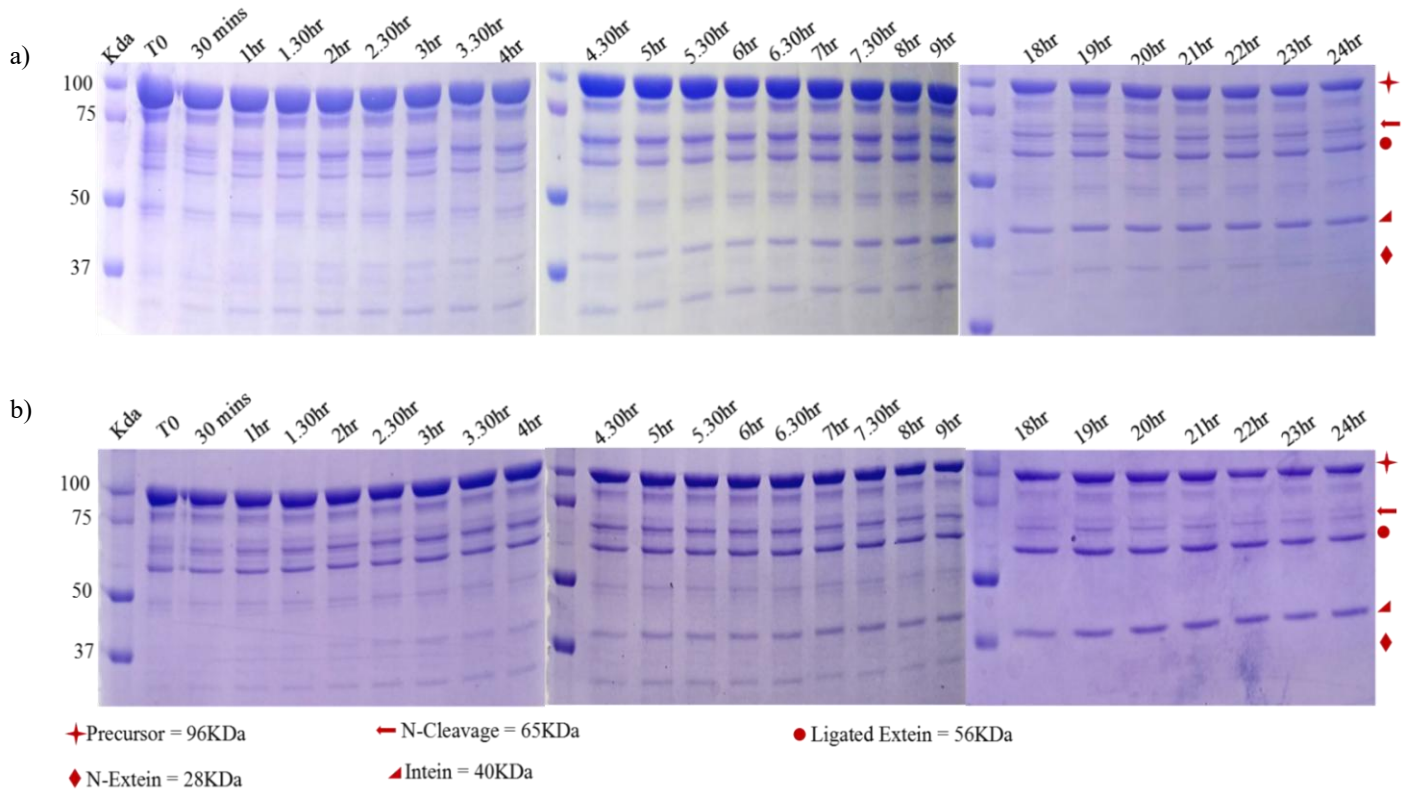 a)
Kda T0 30 mins 1hr 1.30hr 2hr 2.30hr 3hr 3.30hr 4hr 4.30hr 5hr 5.30hr 6hr 6.30hr 7hr 7.30hr 8hr 9hr 18hr 19hr 20hr 21hr 22hr 23hr 24hr
100
75
50
37
b)
Kda T0 30 mins 1hr 1.30hr 2hr 2.30hr 3hr 3.30hr 4hr 4.30hr 5hr 5.30hr 6hr 6.30hr 7hr 7.30hr 8hr 9hr 18hr 19hr 20hr 21hr 22hr 23hr 24hr
100
75
50
37
Precursor = 96KDa N-Cleavage = 65KDa Ligated Extein = 56KDa
N-Extein = 28KDa Intein = 40KDa